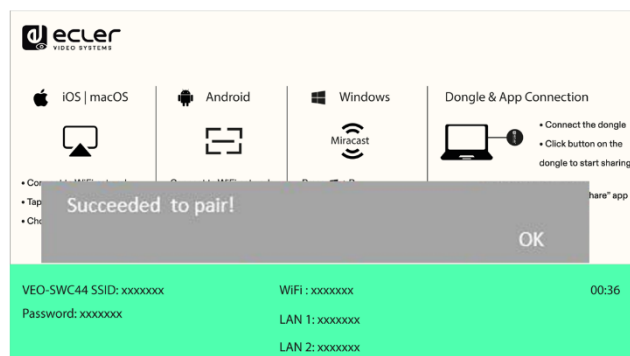 ecler
VIDEO SYSTEMS
iOS | macOS
Android
Windows
Dongle & App Connection
Miracast
• Connect the dongle
• Click button on the
dongle to start sharing
• Tap
hare" app
Succeeded to pair!
OK
VEO-SWC44 SSID: xxxxxxx
WiFi : xxxxxxx
00:36
Password: xxxxxxx
LAN 1: xxxxxxx
LAN 2: xxxxxxx